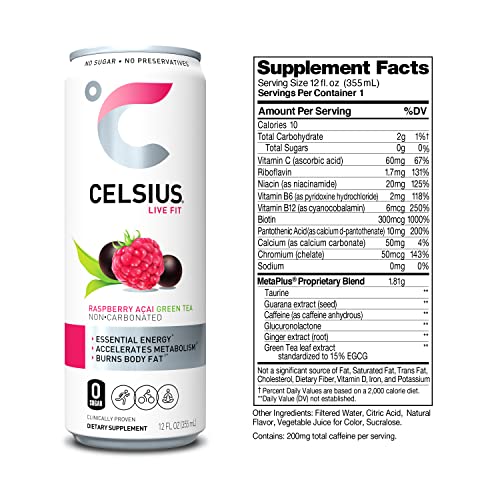 NO SUGAR • NO PRESERVATIVES
CELSIUS®
LIVE FIT
RASPBERRY AÇAI GREEN TEA
NON•CARBONATED
• ESSENTIAL ENERGY*
• ACCELERATES METABOLISM*
• BURNS BODY FAT*†
0
SUGAR
CLINICALLY PROVEN
DIETARY SUPPLEMENT 12 FL OZ (355 mL)
Supplement Facts
Serving Size 12 fl. oz (355 mL)
Servings Per Container 1
Amount Per Serving %DV
Calories 10
Total Carbohydrate 2g 1%†
Total Sugars 0g 0%
Vitamin C (ascorbic acid) 60mg 67%
Riboflavin 1.7mg 131%
Niacin (as niacinamide) 20mg 125%
Vitamin B6 (as pyridoxine hydrochloride) 2mg 118%
Vitamin B12 (as cyanocobalamin) 6mcg 250%
Biotin 300mcg 1000%
Pantothenic Acid(as calcium d-pantothenate) 10mg 200%
Calcium (as calcium carbonate) 50mg 4%
Chromium (chelate) 50mcg 143%
Sodium 0mg 0%
MetaPlus® Proprietary Blend 1.81g
Taurine **
Guarana extract (seed) **
Caffeine (as caffeine anhydrous) **
Glucuronolactone **
Ginger extract (root) **
Green Tea leaf extract **
standardized to 15% EGCG
Not a significant source of Fat, Saturated Fat, Trans Fat,
Cholesterol, Dietary Fiber, Vitamin D, Iron, and Potassium
† Percent Daily Values are based on a 2,000 calorie diet.
**Daily Value (DV) not established.
Other Ingredients: Filtered Water, Citric Acid, Natural
Flavor, Vegetable Juice for Color, Sucralose.
Contains: 200mg total caffeine per serving.